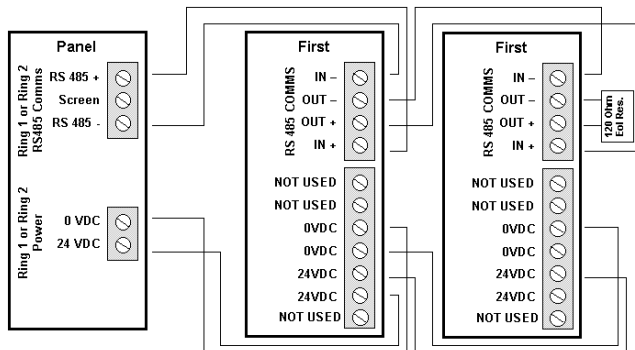 Panel
Ring 1 or Ring 2
RS485 Comms
RS 485 +
Screen
RS 485 -
Ring 1 or Ring 2
Power
0 VDC
24 VDC
First
RS 485 COMMS
IN –
OUT –
OUT +
IN +
NOT USED
NOT USED
0VDC
0VDC
24VDC
24VDC
NOT USED
First
RS 485 COMMS
IN –
OUT –
OUT +
IN +
NOT USED
NOT USED
0VDC
0VDC
24VDC
24VDC
NOT USED
120 Ohm
Eol Res.